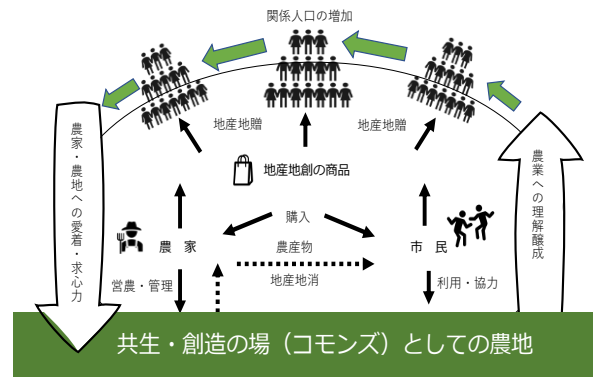 関係人口の増加
地産地贈
地産地贈
地産地創の商品
農家・農地への愛着・求心力
農業への理解醸成
購入
農家
農産物
市民
地産地消
営農・管理
利用・協力
共生・創造の場（コモンズ）としての農地